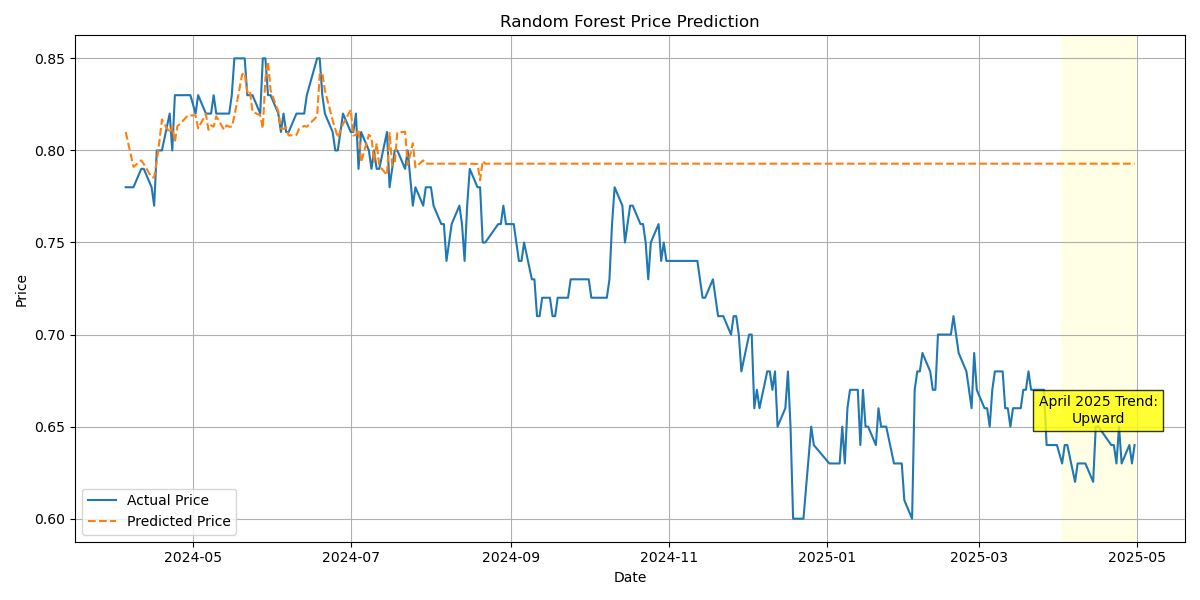 Random Forest Price Prediction
Price
0.85
0.80
0.75
0.70
0.65
0.60
April 2025 Trend:
Upward
Actual Price
Predicted Price
2024-05
2024-07
2024-09
2024-11
2025-01
2025-03
2025-05
Date